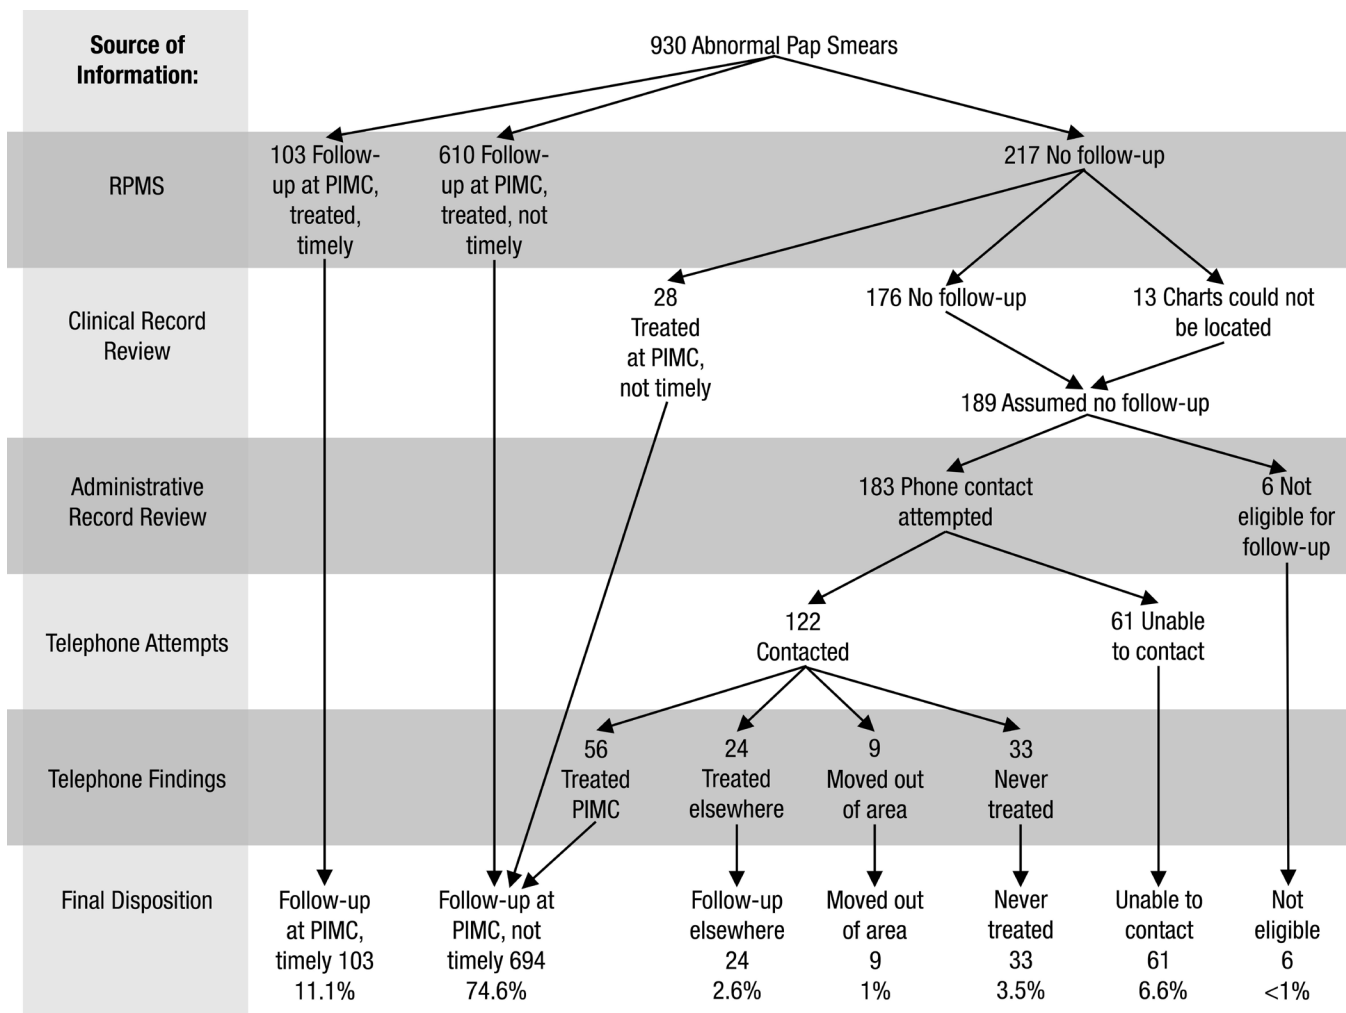 Source of
Information:
930 Abnormal Pap Smears
RPMS
103 Follow-
up at PIMC,
treated,
timely
610 Follow-
up at PIMC,
treated, not
timely
217 No follow-up
Clinical Record
Review
28
Treated
at PIMC,
not timely
176 No follow-up
13 Charts could not
be located
189 Assumed no follow-up
Administrative
Record Review
183 Phone contact
attempted
6 Not
eligible for
follow-up
Telephone Attempts
122
Contacted
61 Unable
to contact
Telephone Findings
56
Treated
PIMC
24
Treated
elsewhere
9
Moved out
of area
33
Never
treated
Final Disposition
Follow-up
at PIMC,
timely 103
11.1%
Follow-up at
PIMC, not
timely 694
74.6%
Follow-up
elsewhere
24
2.6%
Moved out
of area
9
1%
Never
treated
33
3.5%
Unable to
contact
61
6.6%
Not
eligible
6
<1%